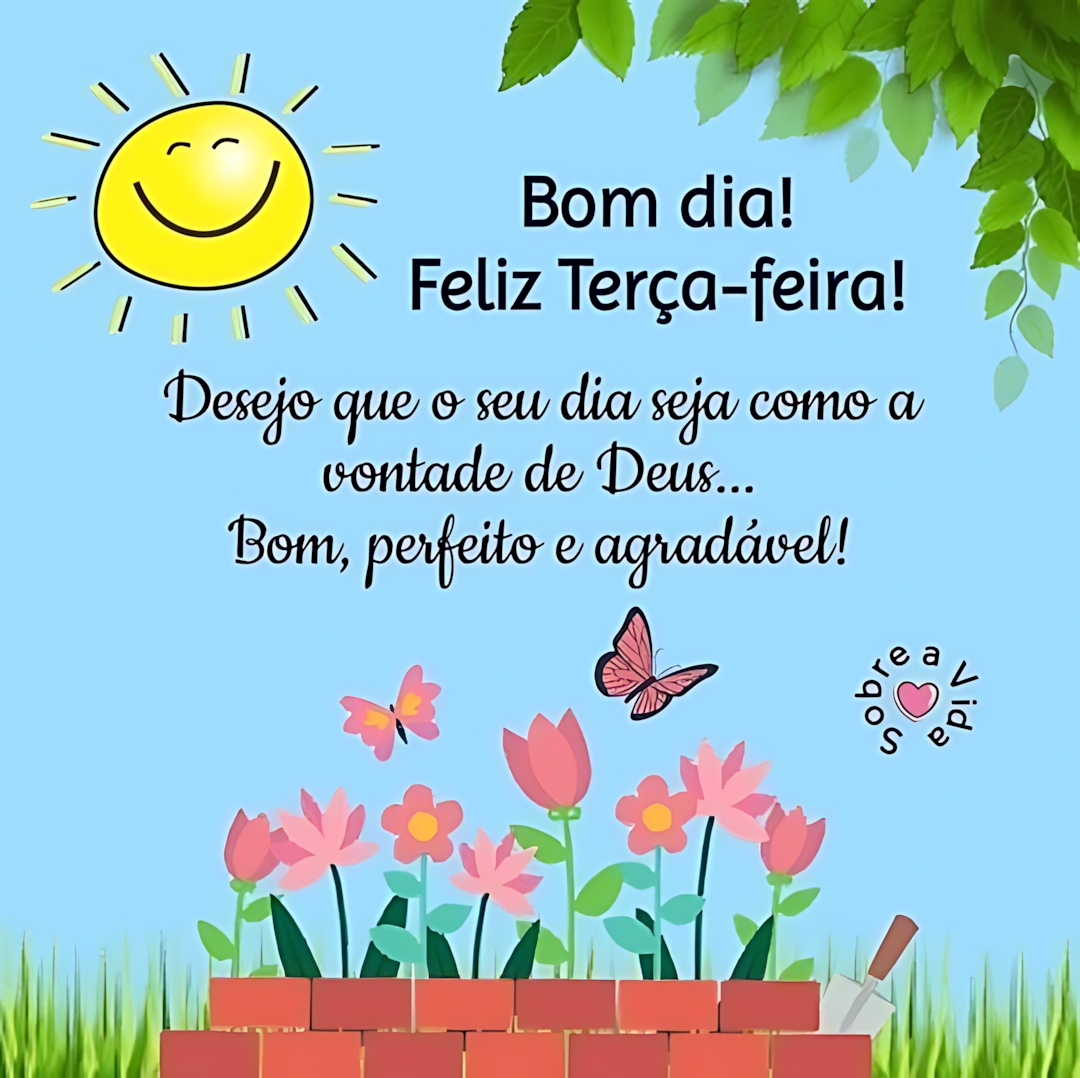 Bom dia!
Feliz Terça-feira!
Desejo que o seu dia seja como a
vontade de Deus...
Bom, perfeito e agradável!
Sobre a Vida